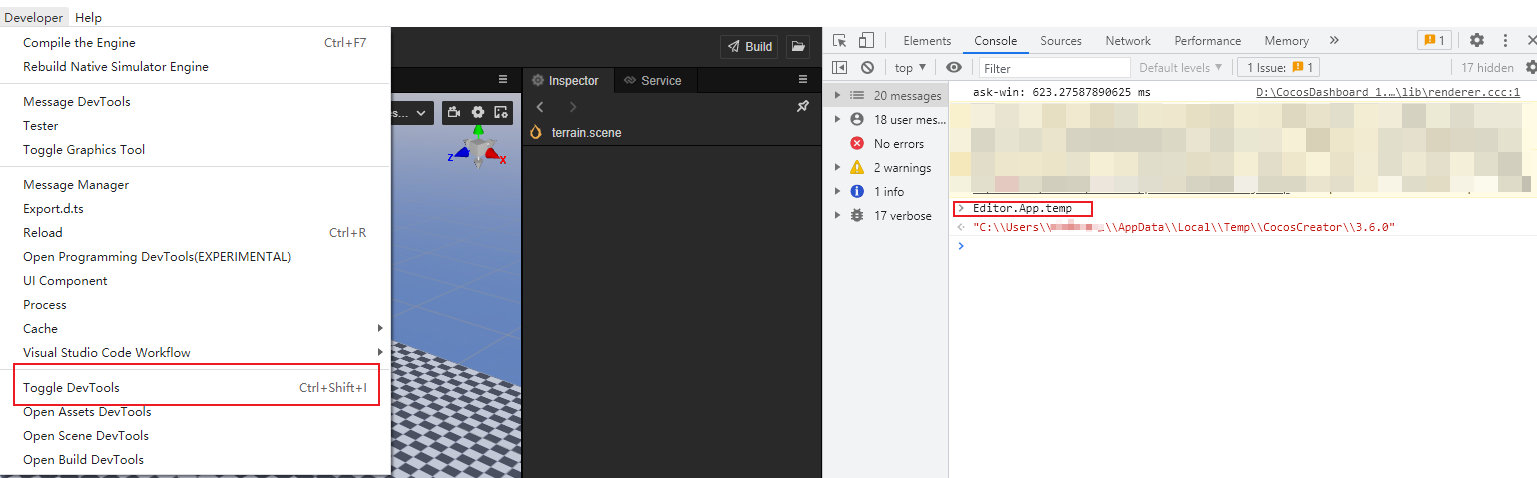 Developer Help
Compile the Engine Ctrl+F7
Rebuild Native Simulator Engine
Message DevTools
Tester
Toggle Graphics Tool
Message Manager
Export.d.ts
Reload Ctrl+R
Open Programming DevTools(EXPERIMENTAL)
UI Component
Process
Cache
Visual Studio Code Workflow
Toggle DevTools Ctrl+Shift+I
Open Assets DevTools
Open Scene DevTools
Open Build DevTools
Build
s...
Z X
Inspector Service
terrain.scene
Elements Console Sources Network Performance Memory 1
top Filter Default levels 1 Issue: 1 17 hidden
20 messages
18 user mes...
No errors
2 warnings
1 info
17 verbose
ask-win: 623.27587890625 ms D:\CocosDashboard_1.…\lib\renderer.ccc:1
Editor.App.temp
"C:\\Users\\ \\AppData\\Local\\Temp\\CocosCreator\\3.6.0"